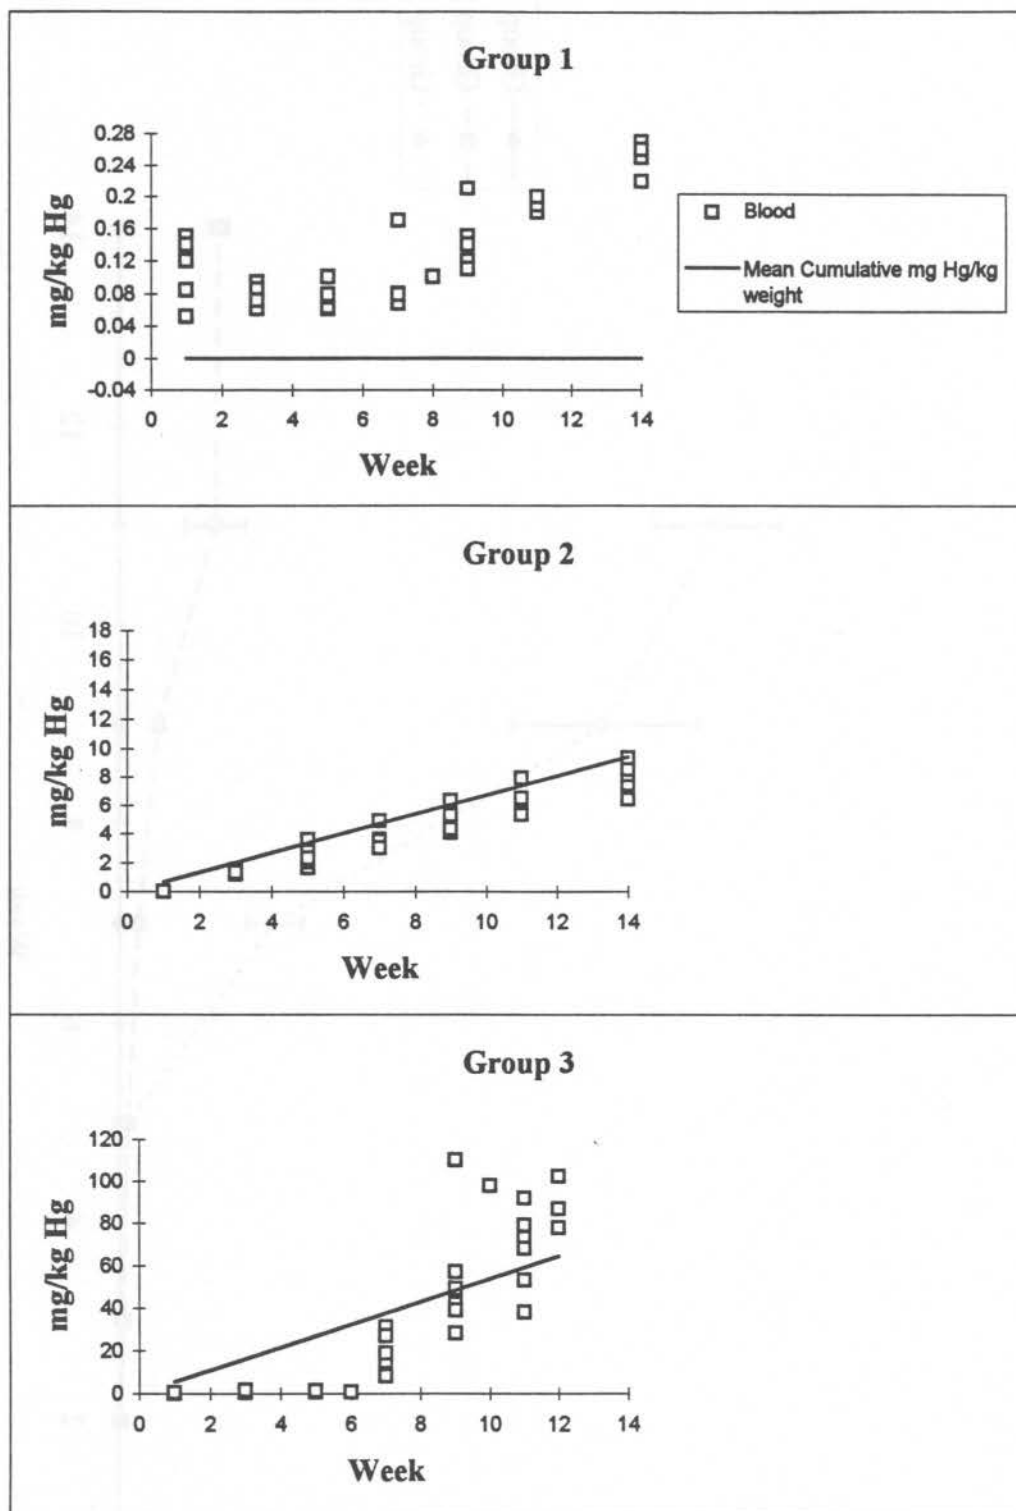 Group 1
mg/kg Hg
0.28
0.24
0.2
0.16
0.12
0.08
0.04
0
-0.04
0 2 4 6 8 10 12 14
Week
Blood
Mean Cumulative mg Hg/kg
weight
Group 2
mg/kg Hg
18
16
14
12
10
8
6
4
2
0
0 2 4 6 8 10 12 14
Week
Group 3
mg/kg Hg
120
100
80
60
40
20
0
0 2 4 6 8 10 12 14
Week